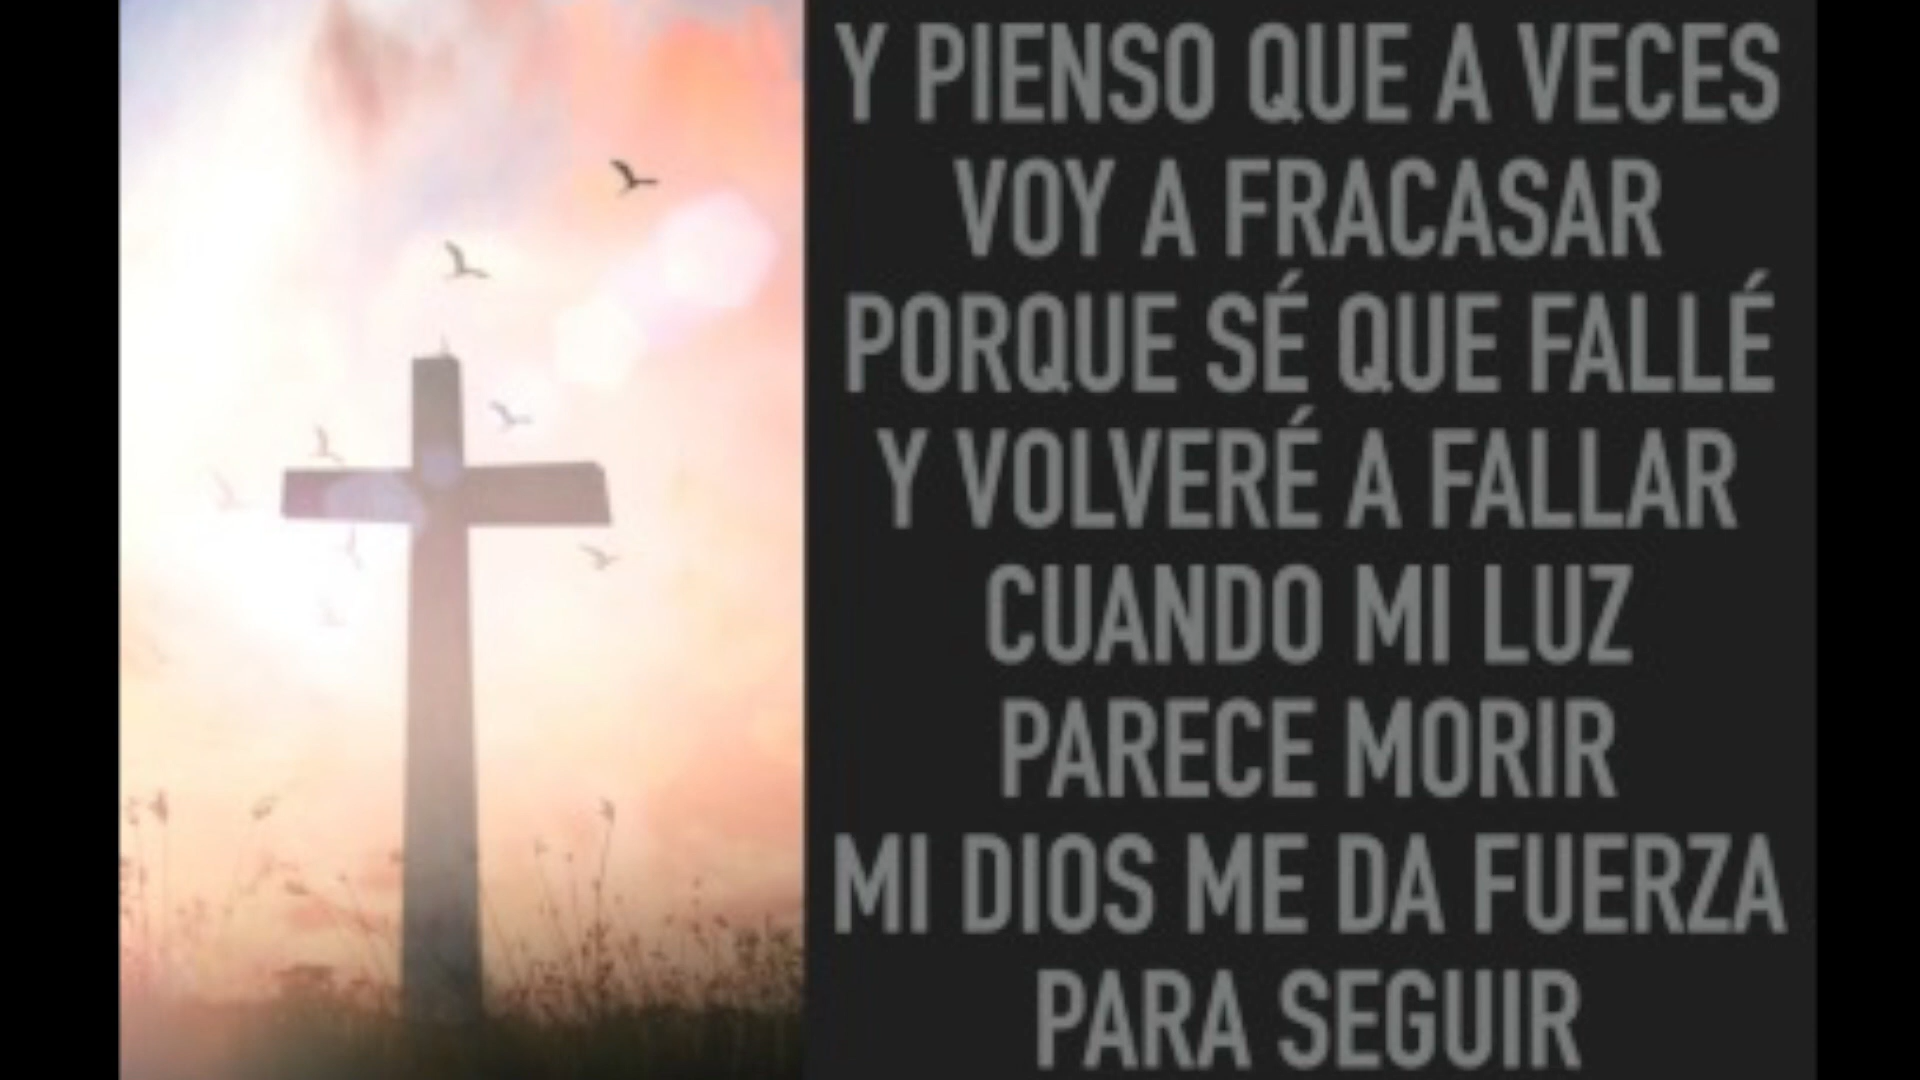 Y PIENSO QUE A VECES
VOY A FRACASAR
PORQUE SÉ QUE FALLÉ
Y VOLVERÉ A FALLAR
CUANDO MI LUZ
PARECE MORIR
MI DIOS ME DA FUERZA
PARA SEGUIR